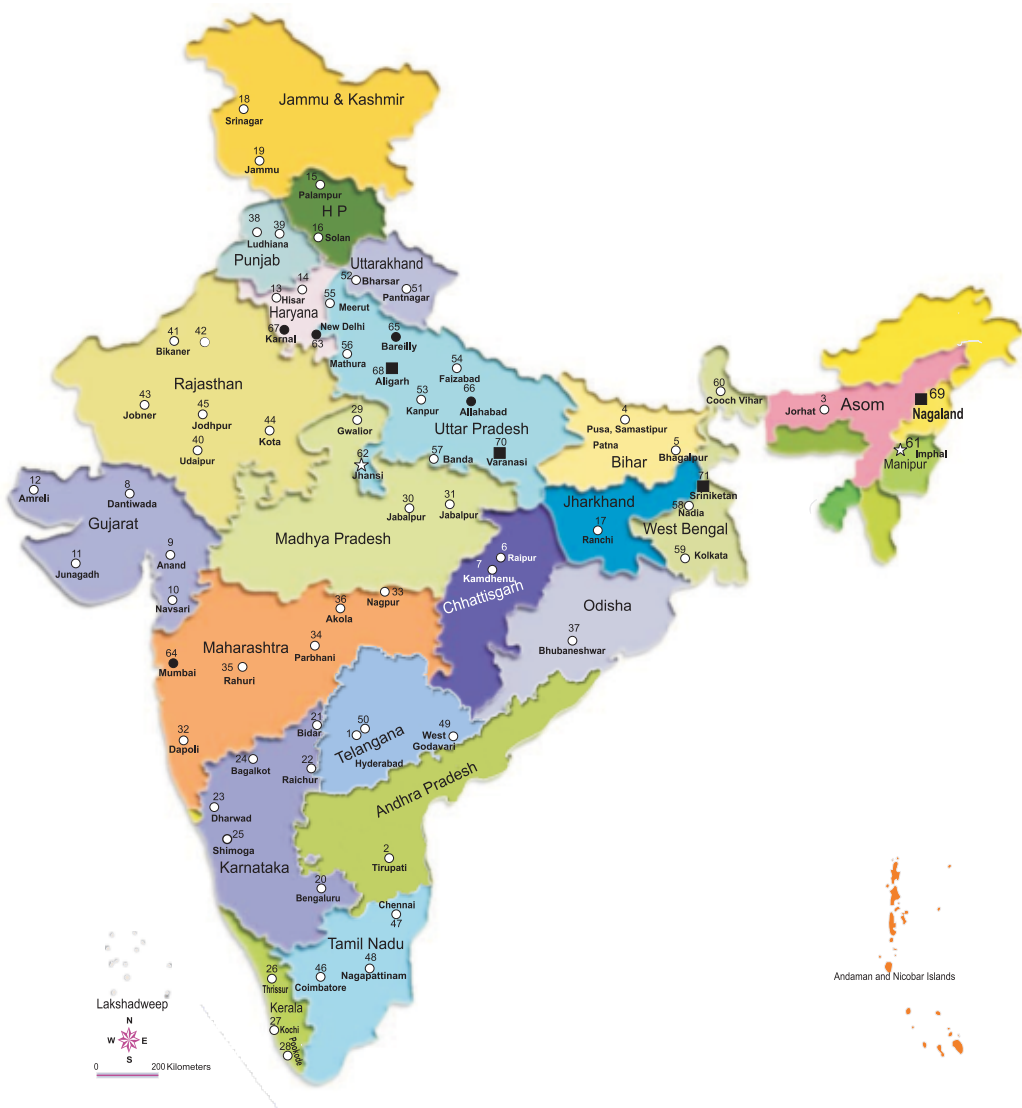 18
Srinagar
Jammu & Kashmir
19
Jammu
15
Palampur
H P
16
Solan
38
39
Ludhiana
Punjab
Uttarakhand
52
Bharsar
51
Pantnagar
14
13
Hisar
Haryana
55
Meerut
67
Karnal
New Delhi
63
65
Bareilly
56
Mathura
68
Aligarh
54
Faizabad
53
Kanpur
66
Allahabad
Uttar Pradesh
70
Varanasi
57
Banda
62
Jhansi
41
42
Bikaner
Rajasthan
43
Jobner
45
Jodhpur
44
Kota
40
Udaipur
29
Gwalior
4
Pusa, Samastipur
Patna
5
Bhagalpur
Bihar
60
Cooch Vihar
3
Jorhat
Asom
69
Nagaland
61
Imphal
Manipur
12
Amreli
8
Dantiwada
Gujarat
11
Junagadh
9
Anand
10
Navsari
30
Jabalpur
31
Jabalpur
Madhya Pradesh
Jharkhand
17
Ranchi
71
Sriniketan
58
Nadia
West Bengal
59
Kolkata
6
Raipur
7
Kamdhenu
Chhattisgarh
Odisha
37
Bhubaneshwar
33
Nagpur
36
Akola
34
Parbhani
Maharashtra
64
Mumbai
35
Rahuri
32
Dapoli
21
Bidar
50
1
Telangana
Hyderabad
49
West
Godavari
Andhra Pradesh
24
Bagalkot
22
Raichur
23
Dharwad
25
Shimoga
Karnataka
20
Bengaluru
2
Tirupati
Chennai
47
Tamil Nadu
48
Nagapattinam
46
Coimbatore
26
Thrissur
Kerala
27
Kochi
28
Pookode
Lakshadweep
N
W
E
S
0
200 Kilometers
Andaman and Nicobar Islands